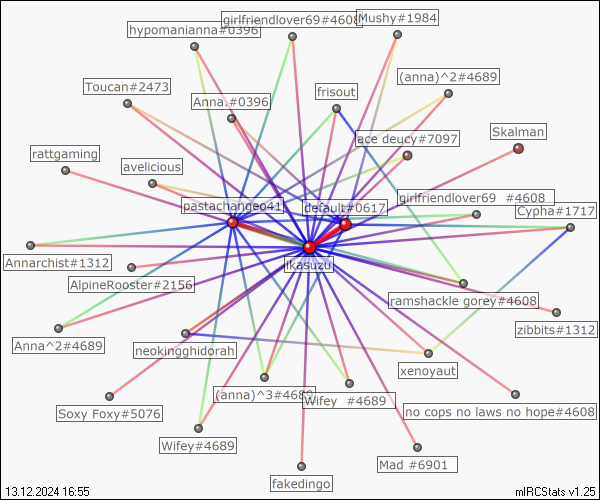 girlfriendlover69#4608
Mushy#1984
hypomanianna#0396
(anna)^2#4689
Toucan#2473
frisout
Anna.#0396
Skalman
ace deucy#7097
rattgaming
avelicious
girlfriendlover69 #4608
pastachangeo41
default#0617
Cypha#1717
ikasuzu
Annarchist#1312
AlpineRooster#2156
ramshackle gorey#4608
zibbits#1312
Anna^2#4689
neokingghidorah
xenoyaut
(anna)^3#4689
Wifey #4689
no cops no laws no hope#4608
Soxy Foxy#5076
Wifey#4689
Mad #6901
fakedingo
13.12.2024 16:55
mIRCStats v1.25